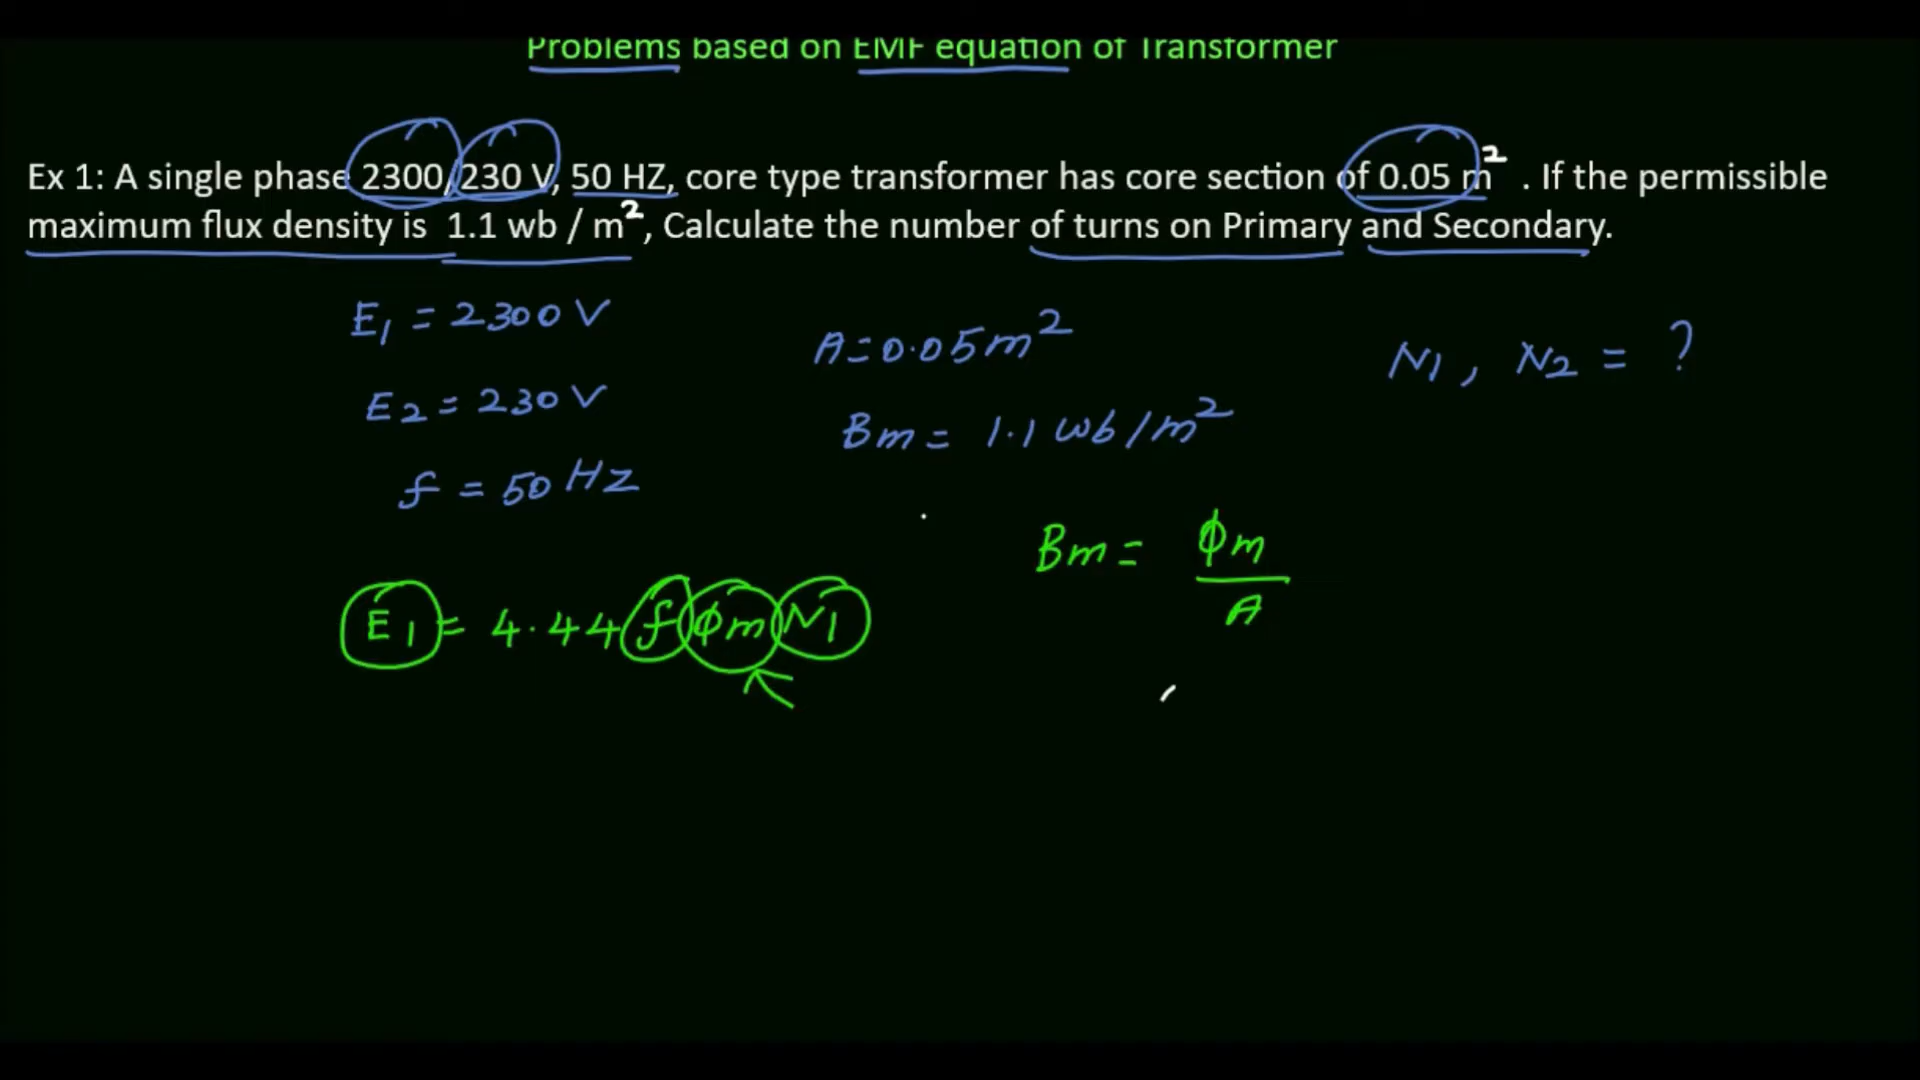 Problems based on EMF equation of Transformer
Ex 1: A single phase 2300/230 V, 50 HZ, core type transformer has core section of 0.05 m² . If the permissible
maximum flux density is 1.1 wb / m², Calculate the number of turns on Primary and Secondary.
E1 = 2300 V
A = 0.05 m²
N1 , N2 = ?
E2 = 230 V
Bm = 1.1 wb/m²
f = 50 Hz
Bm = ϕm
A
E1 = 4.44 f ϕm N1